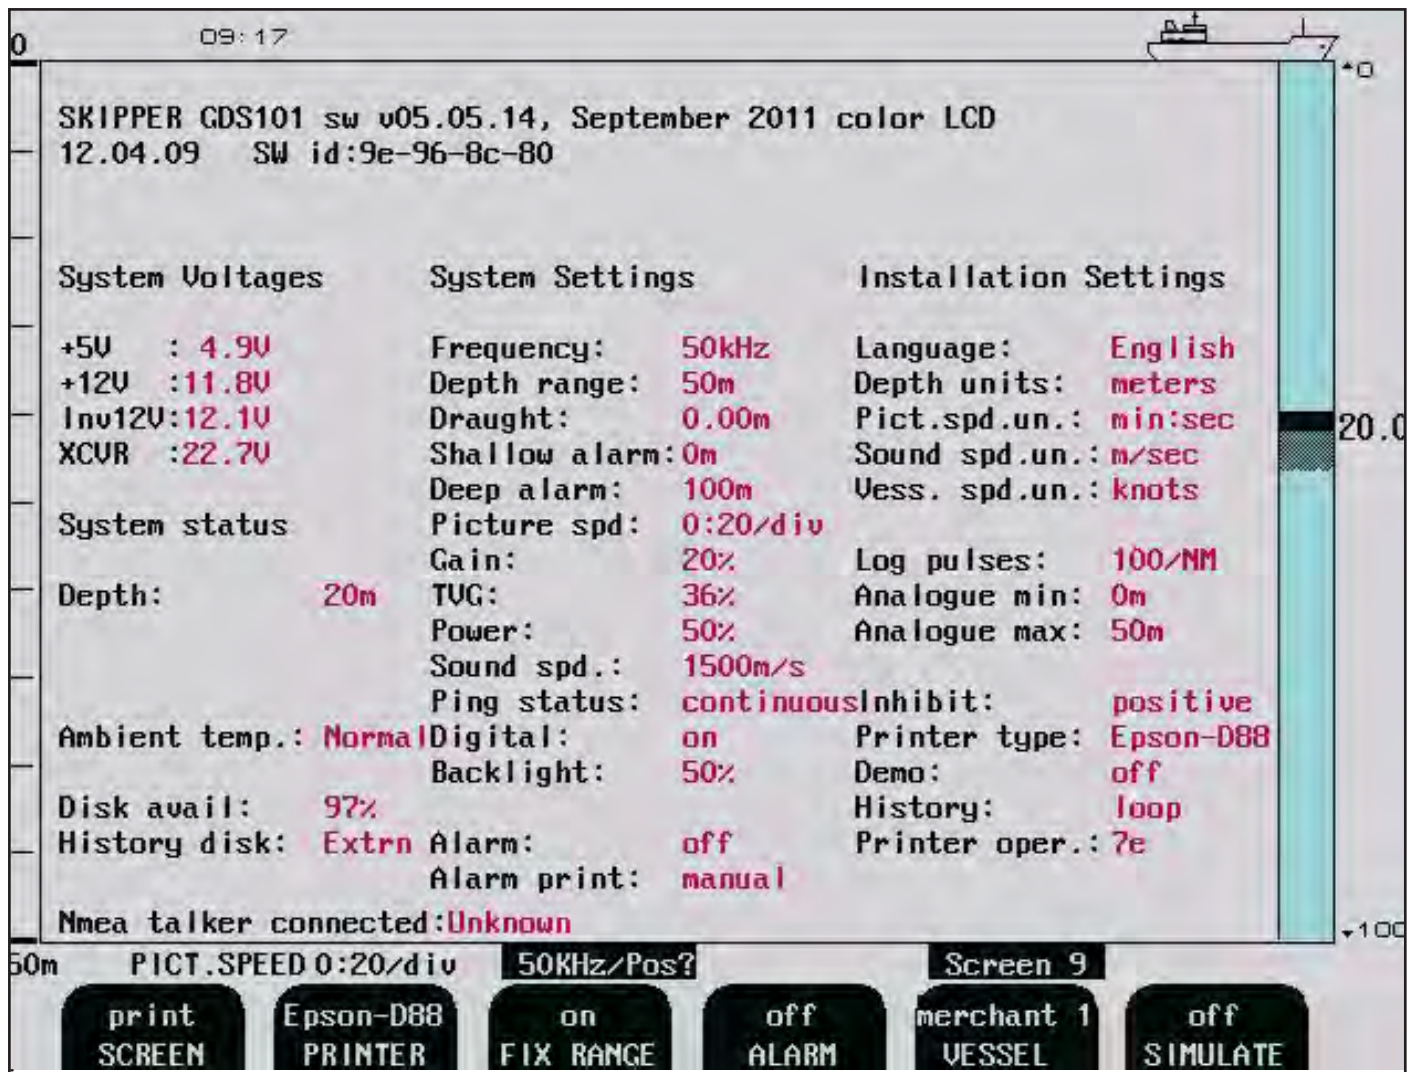 0 09:17
▲0
SKIPPER GDS101 sw v05.05.14, September 2011 color LCD
12.04.09 SW id:9e-96-8c-80
System Voltages System Settings Installation Settings
+5V : 4.9V Frequency: 50kHz Language: English
+12V :11.8V Depth range: 50m Depth units: meters
Inv12V:12.1V Draught: 0.00m Pict.spd.un.: min:sec
20.0
XCVR :22.7V Shallow alarm:0m Sound spd.un.: m/sec
Deep alarm: 100m Vess. spd.un.: knots
System status Picture spd: 0:20/div
Gain: 20% Log pulses: 100/NM
Depth: 20m TVG: 36% Analogue min: 0m
Power: 50% Analogue max: 50m
Sound spd.: 1500m/s
Ping status: continuous Inhibit: positive
Ambient temp.: Normal Digital: on Printer type: Epson-D88
Backlight: 50% Demo: off
Disk avail: 97% History: loop
History disk: Extrn Alarm: off Printer oper.: 7e
Alarm print: manual
Nmea talker connected:Unknown
▼100
50m PICT.SPEED 0:20/div 50KHz/Pos? Screen 9
print Epson-D88 on off merchant 1 off
SCREEN PRINTER FIX RANGE ALARM VESSEL SIMULATE